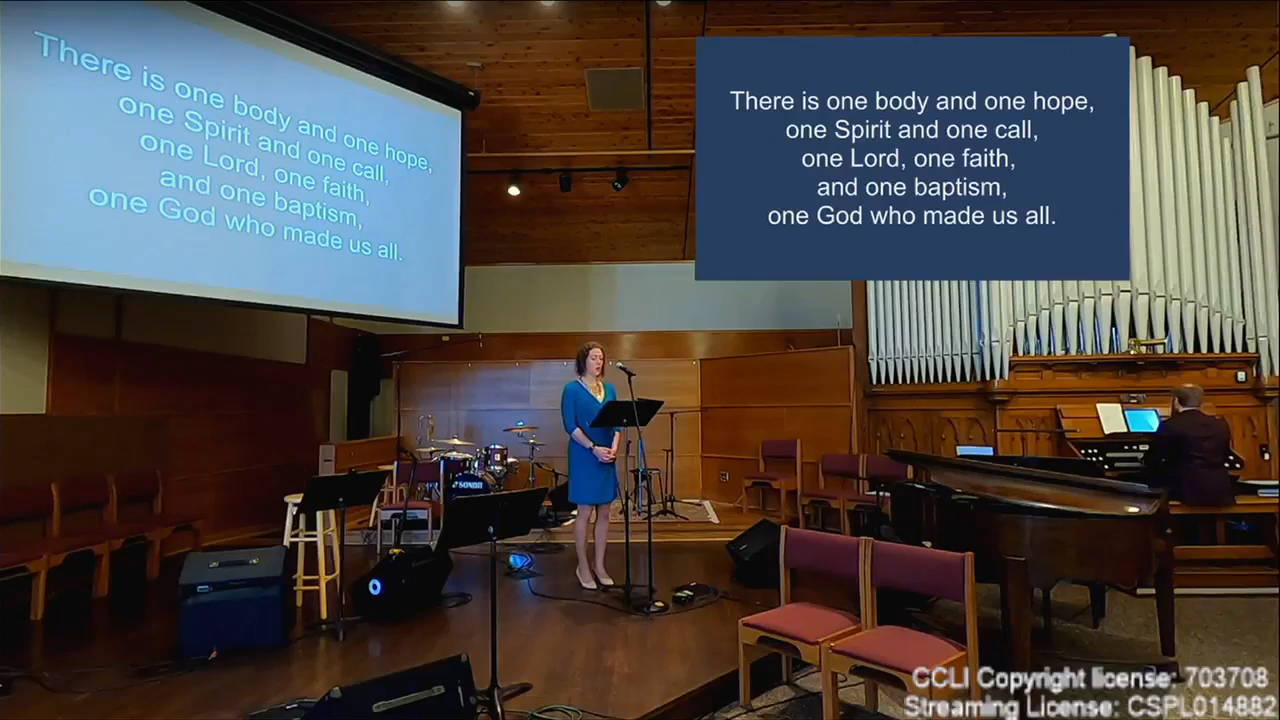 There is one body and one hope,
one Spirit and one call,
one Lord, one faith,
and one baptism,
one God who made us all.
There is one body and one hope,
one Spirit and one call,
one Lord, one faith,
and one baptism,
one God who made us all.
SONOR
CCLI Copyright license: 703708
Streaming License: CSPL014882